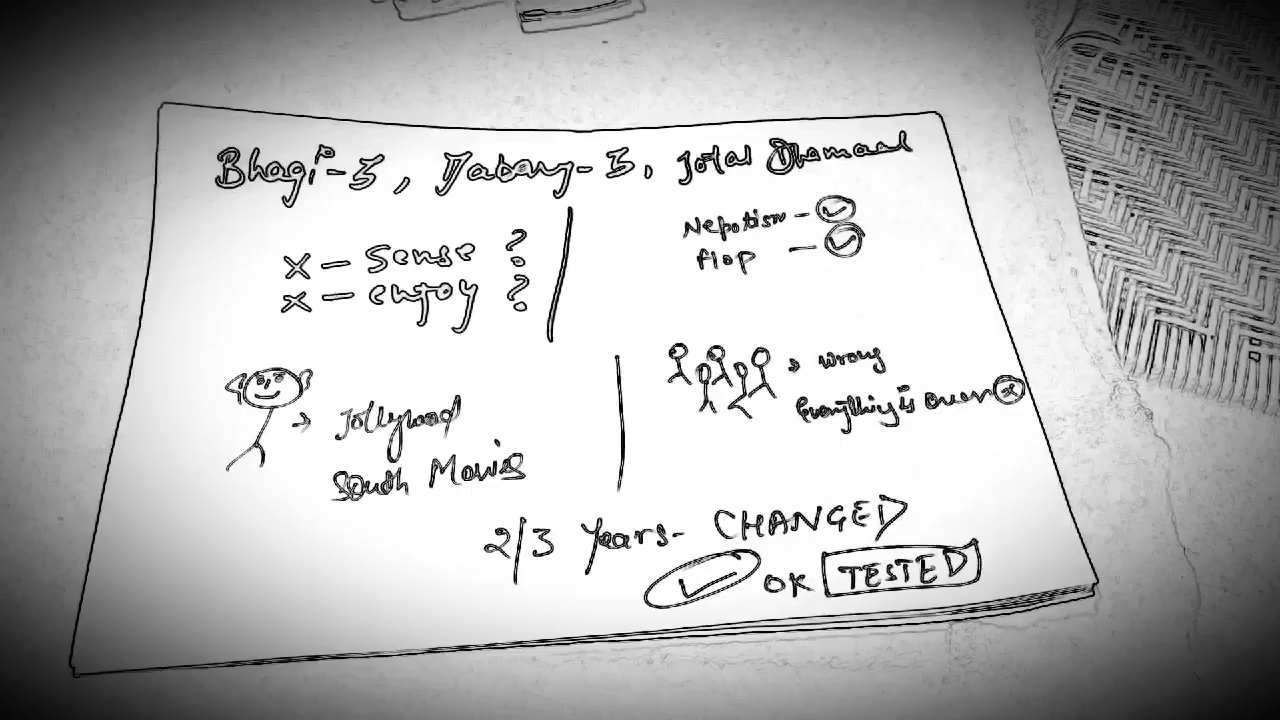 Bhagi-3, Dabang-3, Total Dhamaal
x - sense ?
x - enjoy ?
Nepotism - ✓
flop - ✓
→ Jollywood
South Movies
→ wrong
Everything is over x
2/3 Years- CHANGED
✓ OK TESTED